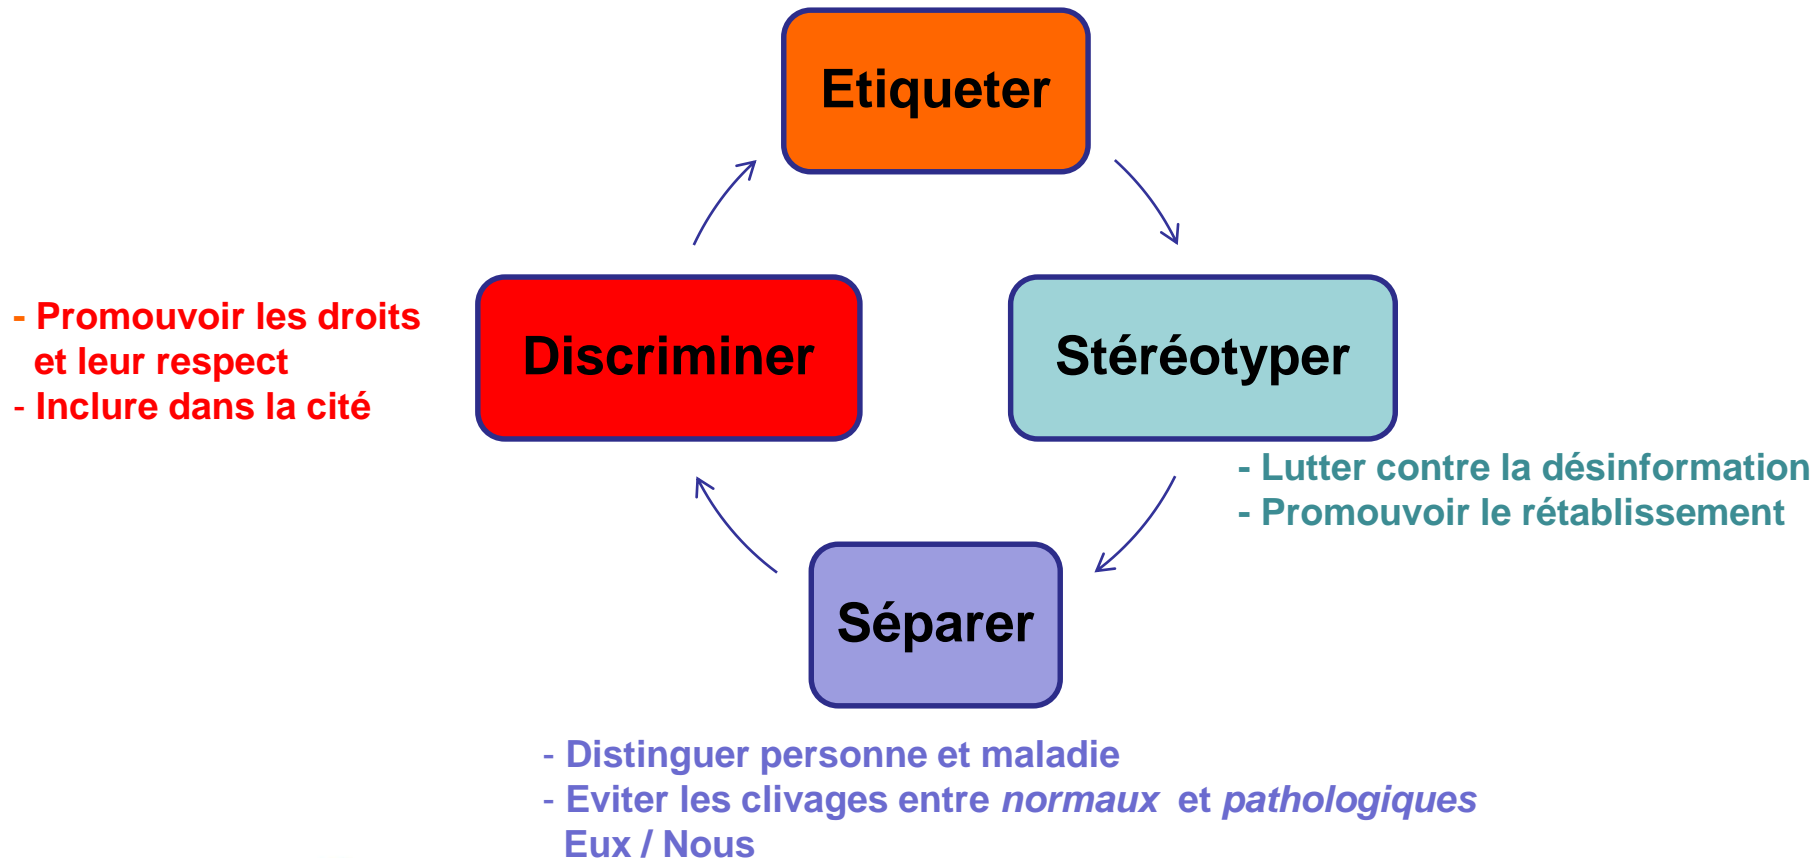 Etiqueter
Discriminer
Stéréotyper
- Promouvoir les droits
et leur respect
- Inclure dans la cité
- Lutter contre la désinformation
- Promouvoir le rétablissement
Séparer
- Distinguer personne et maladie
- Eviter les clivages entre normaux et pathologiques
Eux / Nous